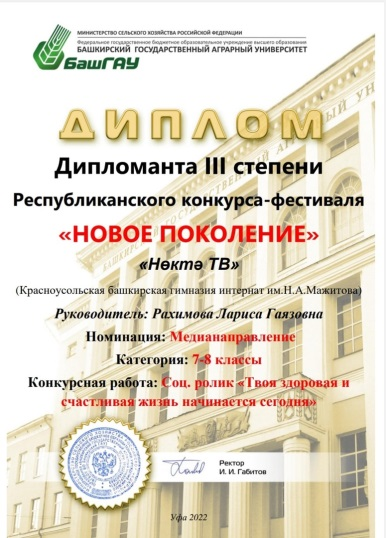 МИНИСТЕРСТВО СЕЛЬСКОГО ХОЗЯЙСТВА РОССИЙСКОЙ ФЕДЕРАЦИИ
Федеральное государственное бюджетное образовательное учреждение высшего образования
БАШКИРСКИЙ ГОСУДАРСТВЕННЫЙ АГРАРНЫЙ УНИВЕРСИТЕТ
БашГАУ
ДИПЛОМ
Дипломанта III степени
Республиканского конкурса-фестиваля
«НОВОЕ ПОКОЛЕНИЕ»
«Нөктә ТВ»
(Красноусольская башкирская гимназия интернат им.Н.А.Мажитова)
Руководитель: Рахимова Лариса Гаязовна
Номинация: Медианаправление
Категория: 7-8 классы
Конкурсная работа: Соц. ролик «Твоя здоровая и
счастливая жизнь начинается сегодня»
Ректор
И. И. Габитов
Уфа 2022